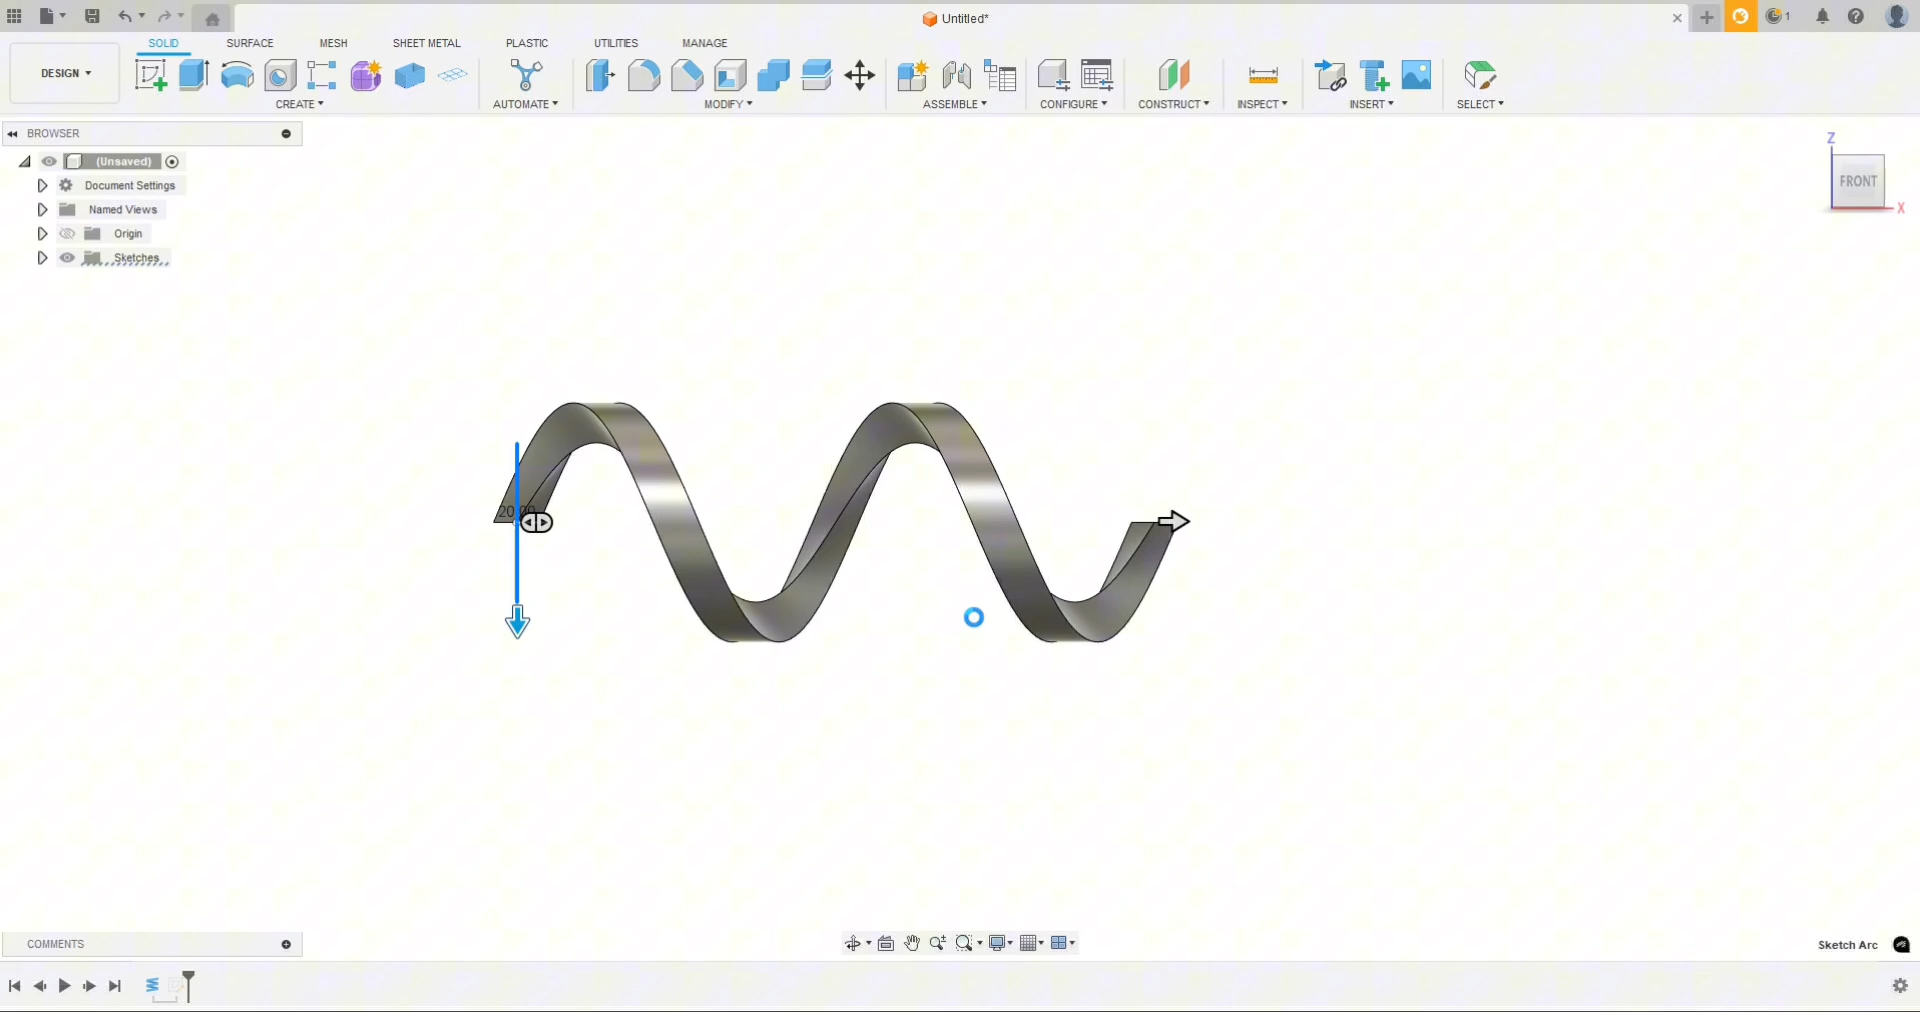 Untitled*
1
DESIGN
SOLID
SURFACE
MESH
SHEET METAL
PLASTIC
UTILITIES
MANAGE
CREATE
AUTOMATE
MODIFY
ASSEMBLE
CONFIGURE
CONSTRUCT
INSPECT
INSERT
SELECT
BROWSER
(Unsaved)
Document Settings
Named Views
Origin
Sketches
Z
FRONT
X
COMMENTS
Sketch Arc